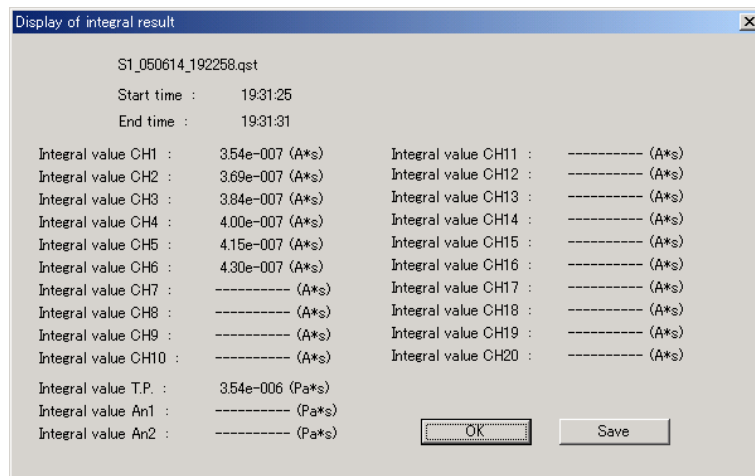 Display of integral result
S1_050614_192258.qst
Start time : 19:31:25
End time : 19:31:31
Integral value CH1 : 3.54e-007 (A*s)
Integral value CH2 : 3.69e-007 (A*s)
Integral value CH3 : 3.84e-007 (A*s)
Integral value CH4 : 4.00e-007 (A*s)
Integral value CH5 : 4.15e-007 (A*s)
Integral value CH6 : 4.30e-007 (A*s)
Integral value CH7 : ---------- (A*s)
Integral value CH8 : ---------- (A*s)
Integral value CH9 : ---------- (A*s)
Integral value CH10 : ---------- (A*s)
Integral value CH11 : ---------- (A*s)
Integral value CH12 : ---------- (A*s)
Integral value CH13 : ---------- (A*s)
Integral value CH14 : ---------- (A*s)
Integral value CH15 : ---------- (A*s)
Integral value CH16 : ---------- (A*s)
Integral value CH17 : ---------- (A*s)
Integral value CH18 : ---------- (A*s)
Integral value CH19 : ---------- (A*s)
Integral value CH20 : ---------- (A*s)
Integral value T.P. : 3.54e-006 (Pa*s)
Integral value An1 : ---------- (Pa*s)
Integral value An2 : ---------- (Pa*s)
OK
Save